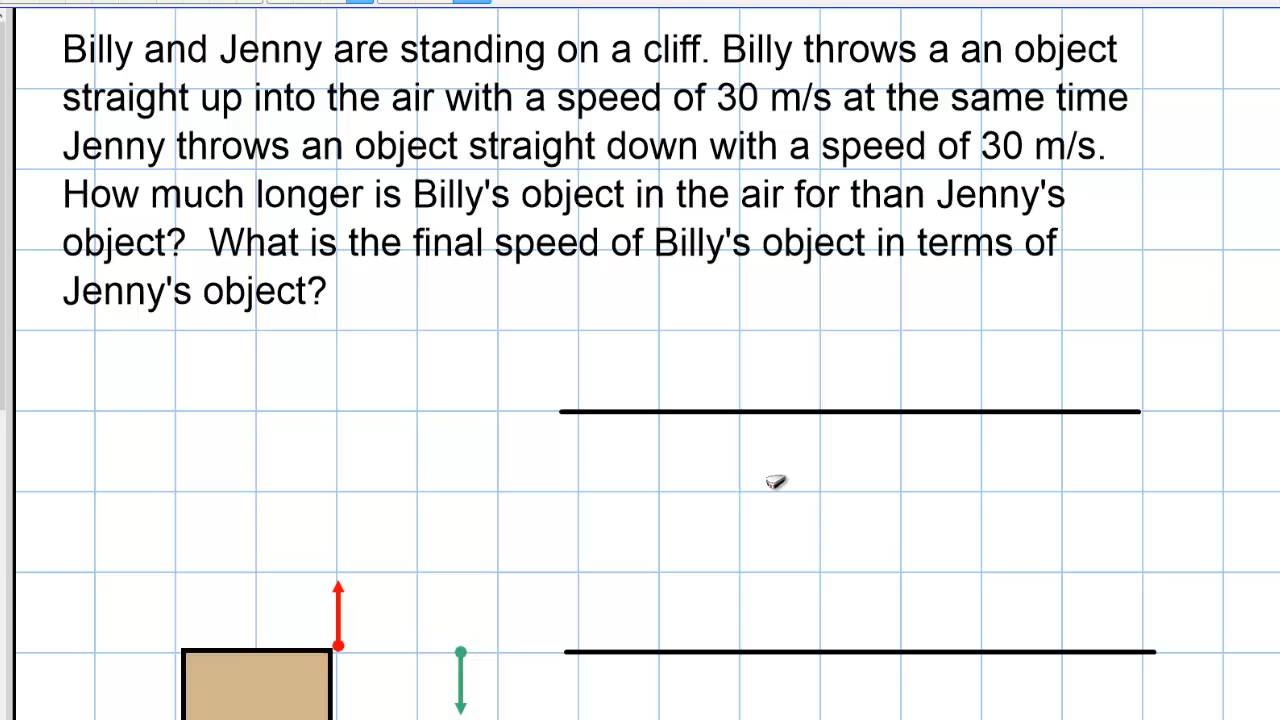 Billy and Jenny are standing on a cliff. Billy throws a an object
straight up into the air with a speed of 30 m/s at the same time
Jenny throws an object straight down with a speed of 30 m/s.
How much longer is Billy's object in the air for than Jenny's
object?  What is the final speed of Billy's object in terms of
Jenny's object?